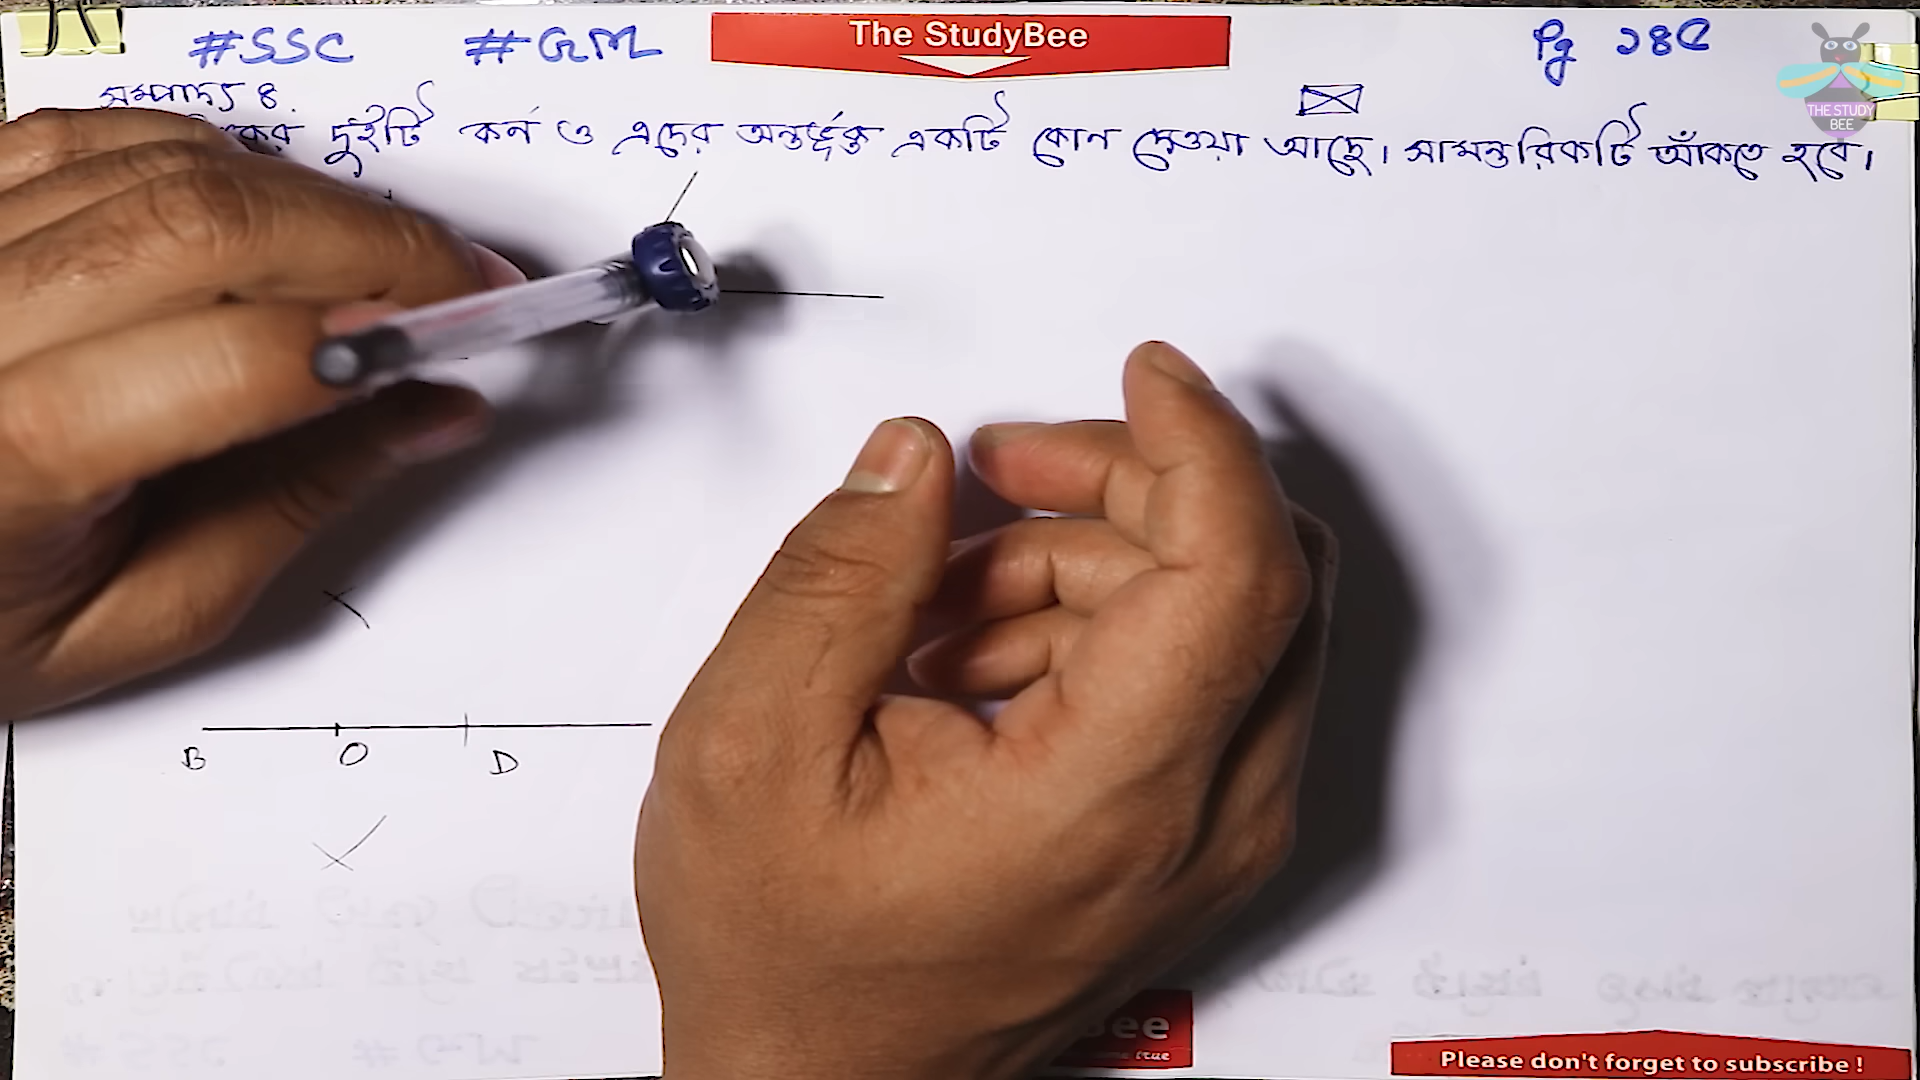 #SSC #GM The StudyBee Pg ১৪৫
THE STUDY
BEE
সম্পাদ্য ৪.
দুইটি কর্ন ও এদের অন্তর্ভূক্ত একটি কোন দেওয়া আছে। সামন্তরিকটি আঁকতে হবে।
B O D
Please don't forget to subscribe !